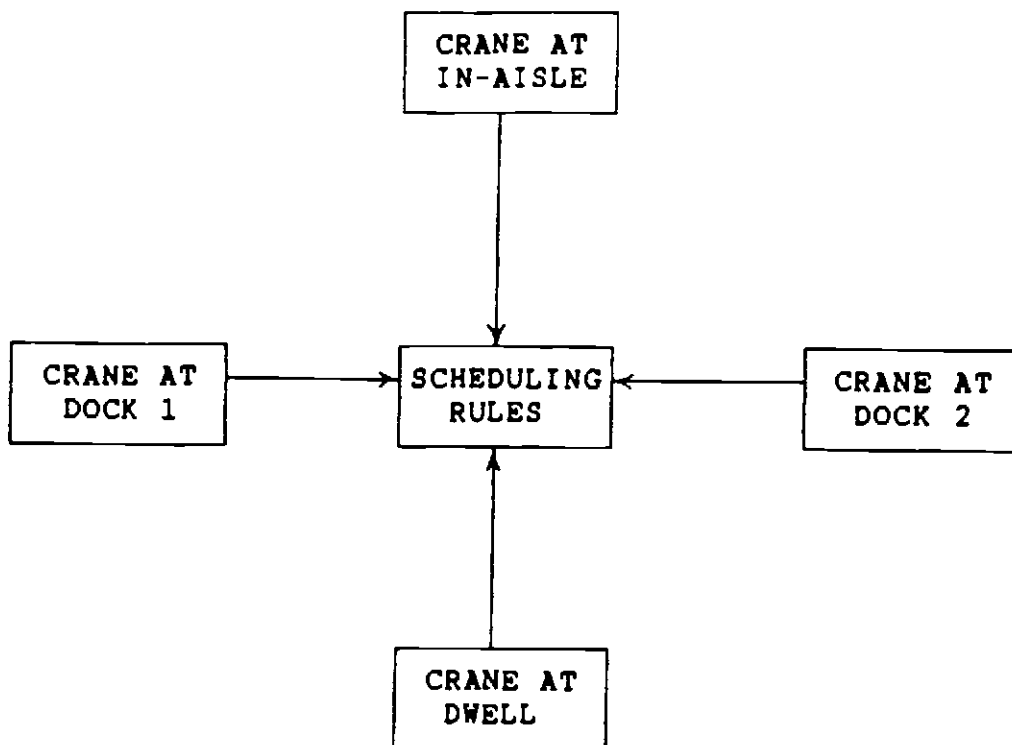 CRANE AT
IN-AISLE
CRANE AT
DOCK 1
SCHEDULING
RULES
CRANE AT
DOCK 2
CRANE AT
DWELL